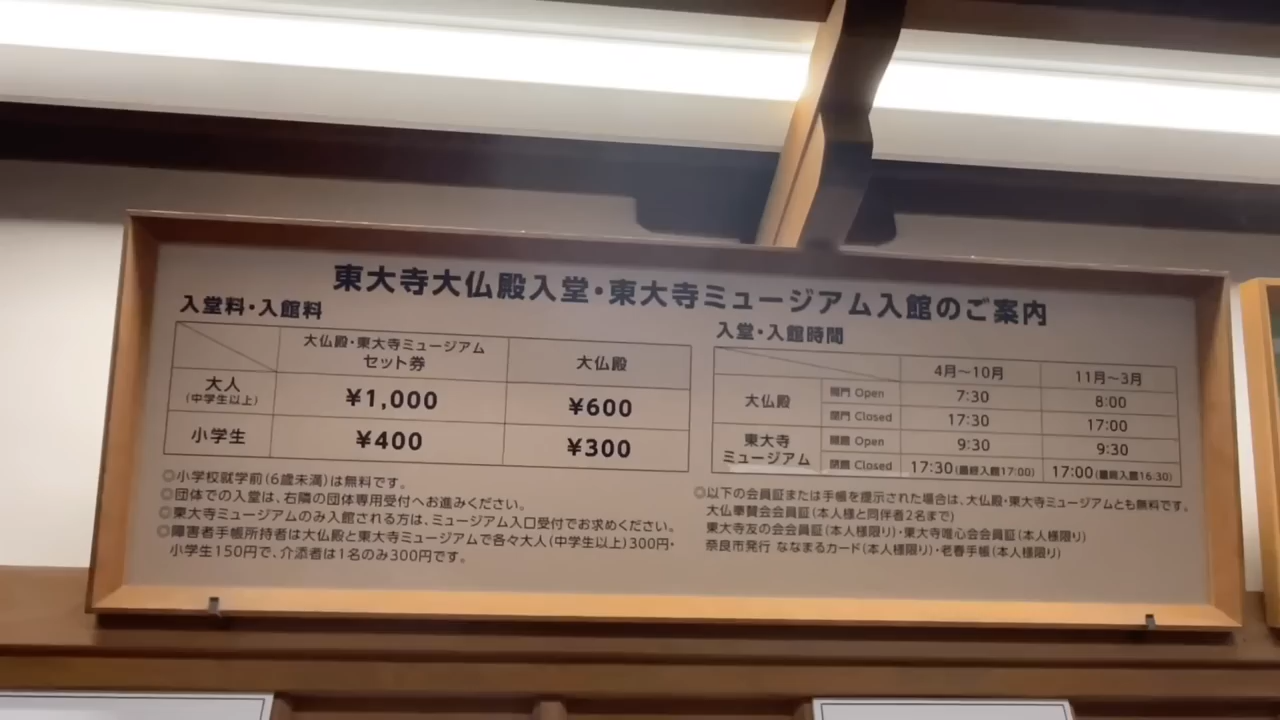 東大寺大仏殿入堂・東大寺ミュージアム入館のご案内
入堂料・入館料
大仏殿・東大寺ミュージアム
セット券
大仏殿
大人
(中学生以上)
¥1,000
¥600
小学生
¥400
¥300
◎小学校就学前(6歳未満)は無料です。
◎団体での入堂は、右隣の団体専用受付へお進みください。
◎東大寺ミュージアムのみ入館される方は、ミュージアム入口受付でお求めください。
◎障害者手帳所持者は大仏殿と東大寺ミュージアムで各々大人(中学生以上)300円・
小学生150円で、介添者は1名のみ300円です。
入堂・入館時間
4月〜10月
11月〜3月
大仏殿
開門 Open
7:30
8:00
閉門 Closed
17:30
17:00
東大寺
ミュージアム
開館 Open
9:30
9:30
閉館 Closed
17:30(最終入館17:00)
17:00(最終入館16:30)
◎以下の会員証または手帳を提示された場合は、大仏殿・東大寺ミュージアムとも無料です。
大仏奉賛会会員証(本人様と同伴者2名まで)
東大寺友の会会員証(本人様限り)・東大寺唯心会会員証(本人様限り)
奈良市発行 ななまるカード(本人様限り)・老春手帳(本人様限り)